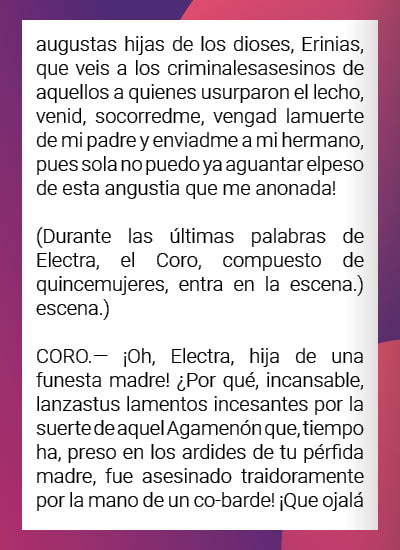 augustas hijas de los dioses, Erinias,
que veis a los criminalesasesinos de
aquellos a quienes usurparon el lecho,
venid, socorredme, vengad lamuerte
de mi padre y enviadme a mi hermano,
pues sola no puedo ya aguantar elpeso
de esta angustia que me anonada!
(Durante las últimas palabras de
Electra, el Coro, compuesto de
quincemujeres, entra en la escena.)
escena.)
CORO.— ¡Oh, Electra, hija de una
funesta madre! ¿Por qué, incansable,
lanzastus lamentos incesantes por la
suerte de aquel Agamenón que, tiempo
ha, preso en los ardides de tu pérfida
madre, fue asesinado traidoramente
por la mano de un co-barde! ¡Que ojalá